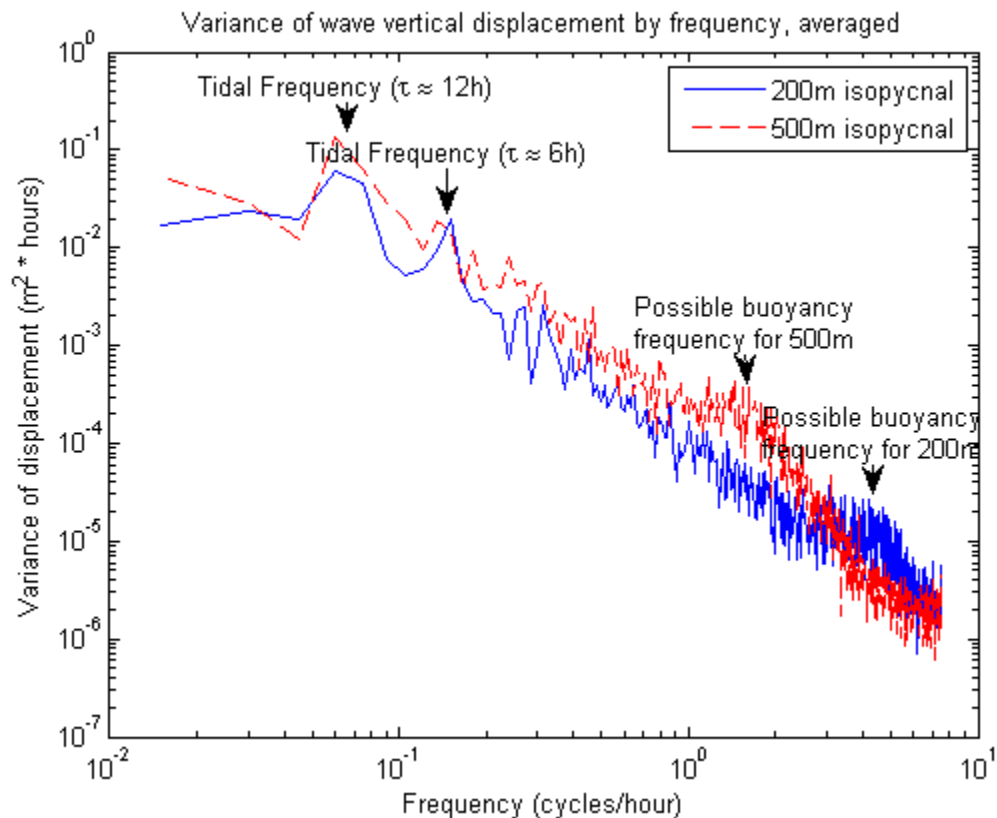 Variance of wave vertical displacement by frequency, averaged
10⁰
10⁻¹
10⁻²
10⁻³
10⁻⁴
10⁻⁵
10⁻⁶
10⁻⁷
Variance of displacement (m² * hours)
Tidal Frequency (τ ≈ 12h)
Tidal Frequency (τ ≈ 6h)
200m isopycnal
500m isopycnal
Possible buoyancy
frequency for 500m
Possible buoyancy
frequency for 200m
10⁻²
10⁻¹
10⁰
10¹
Frequency (cycles/hour)